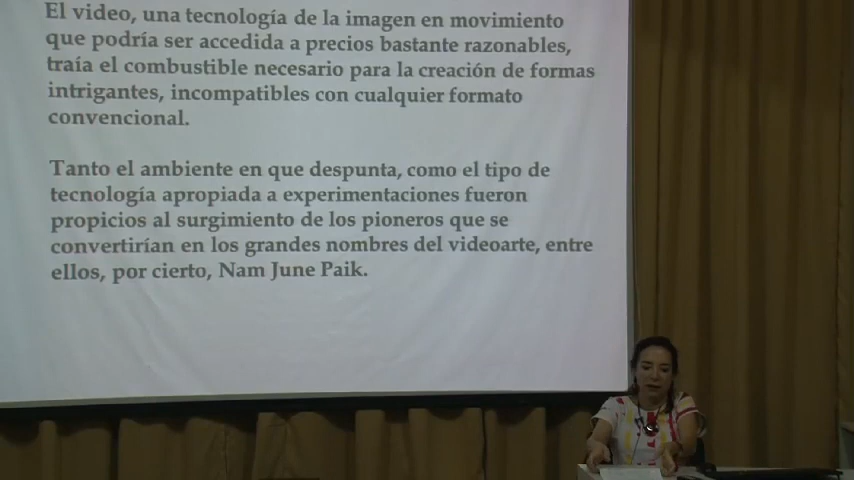 El video, una tecnología de la imagen en movimiento
que podría ser accedida a precios bastante razonables,
traía el combustible necesario para la creación de formas
intrigantes, incompatibles con cualquier formato
convencional.
Tanto el ambiente en que despunta, como el tipo de
tecnología apropiada a experimentaciones fueron
propicios al surgimiento de los pioneros que se
convertirían en los grandes nombres del videoarte, entre
ellos, por cierto, Nam June Paik.